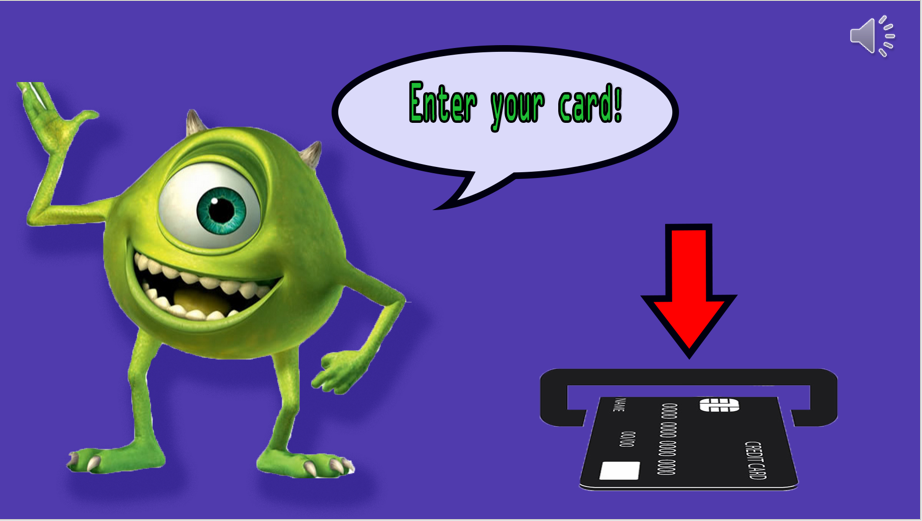 Enter your card!
NAME
00/00
0000 0000 0000 0000
CREDIT CARD